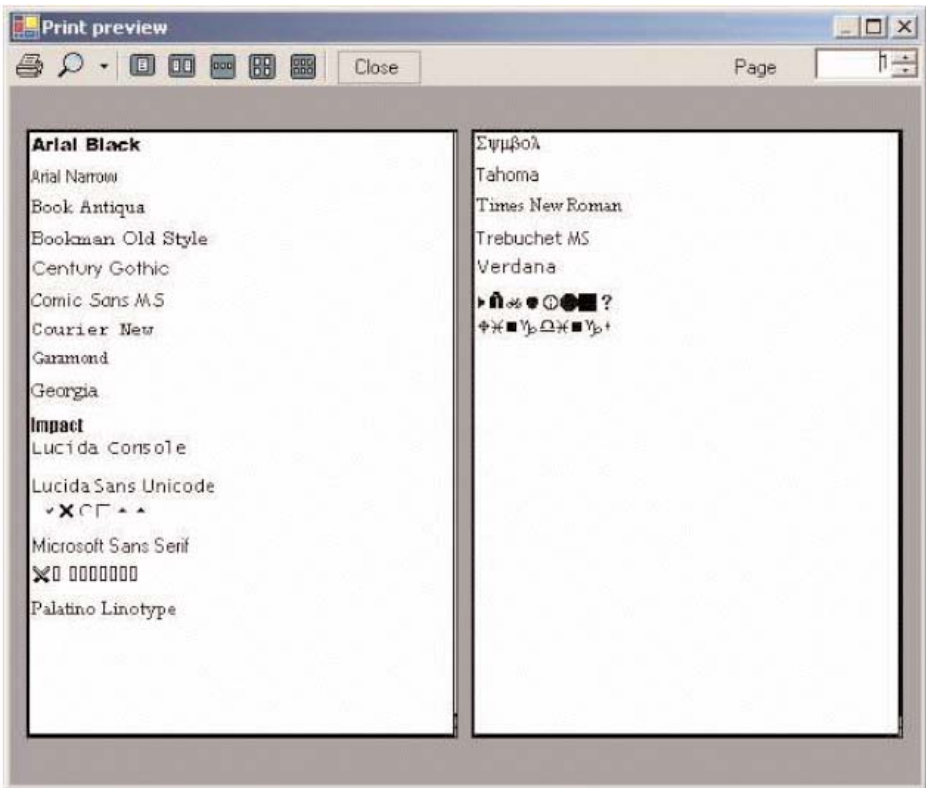 Print preview
Close
Page
1
Arial Black
Arial Narrow
Book Antiqua
Bookman Old Style
Century Gothic
Comic Sans MS
Courier New
Garamond
Georgia
Impact
Lucida Console
Lucida Sans Unicode
Microsoft Sans Serif
Palatino Linotype
Σψμβολ
Tahoma
Times New Roman
Trebuchet MS
Verdana
?